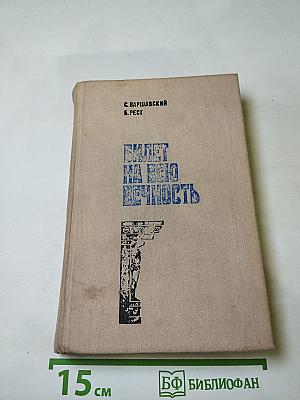 С. ВАРШАВСКИЙ
Б. РЕСТ
БИЛЕТ
НА ВСЮ
ВЕЧНОСТЬ
15 см
БФ БИБЛИОФАН